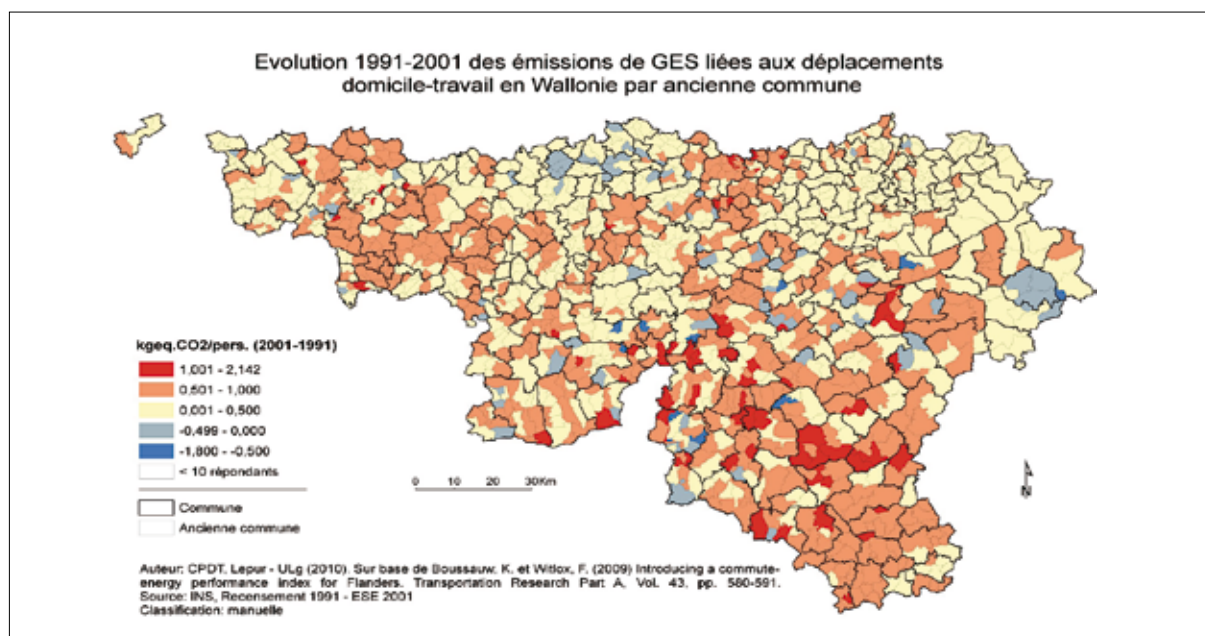 Evolution 1991-2001 des émissions de GES liées aux déplacements
domicile-travail en Wallonie par ancienne commune
kgeq.CO2/pers. (2001-1991)
1,001 - 2,142
0,501 - 1,000
0,001 - 0,500
-0,499 - 0,000
-1,800 - -0,500
< 10 répondants
Commune
Ancienne commune
0 10 20 30Km
N
Auteur: CPDT. Lepur - ULg (2010). Sur base de Boussauw, K. et Witlox, F. (2009) Introducing a commute-
energy performance index for Flanders. Transportation Research Part A, Vol. 43, pp. 580-591.
Source: INS, Recensement 1991 - ESE 2001
Classification: manuelle